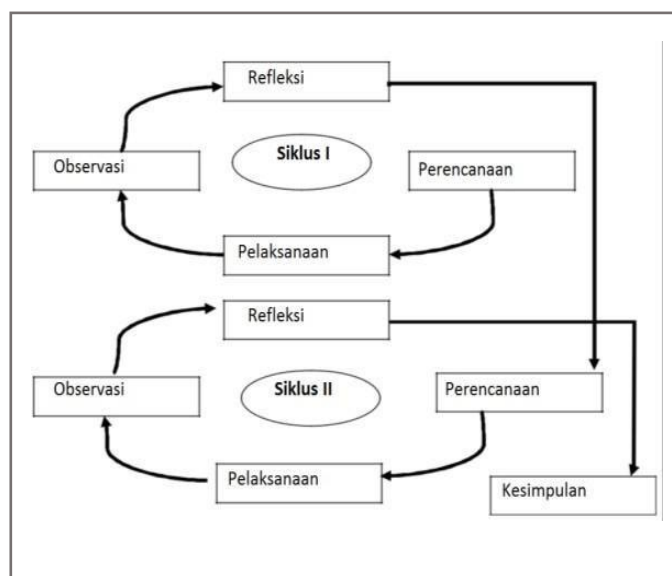 Refleksi
Siklus I
Observasi
Perencanaan
Pelaksanaan
Refleksi
Siklus II
Observasi
Perencanaan
Pelaksanaan
Kesimpulan